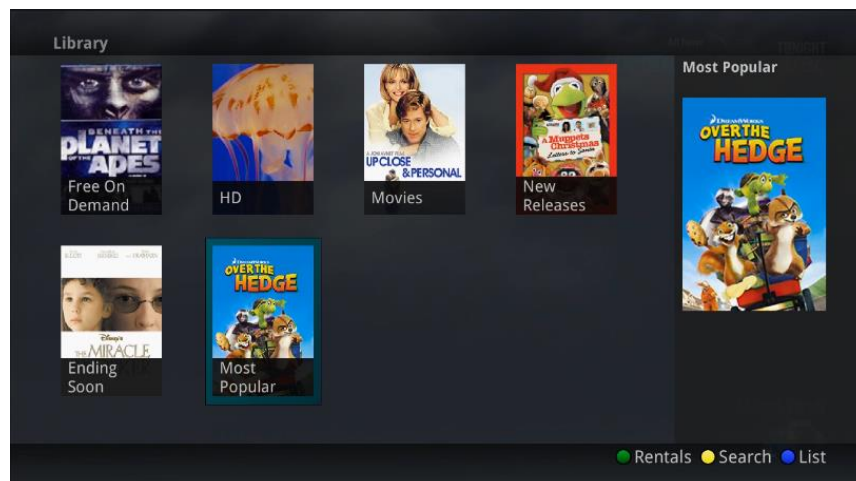 Library
Most Popular
BENEATH THE
PLANET
OF THE
APES
Free On
Demand
HD
UP CLOSE
& PERSONAL
Movies
A Muppets
Christmas
Letters to Santa
New
Releases
DREAMWORKS
OVER THE
HEDGE
Disney's
THE MIRACLE
Ending
Soon
OVER THE
HEDGE
Most
Popular
Rentals Search List